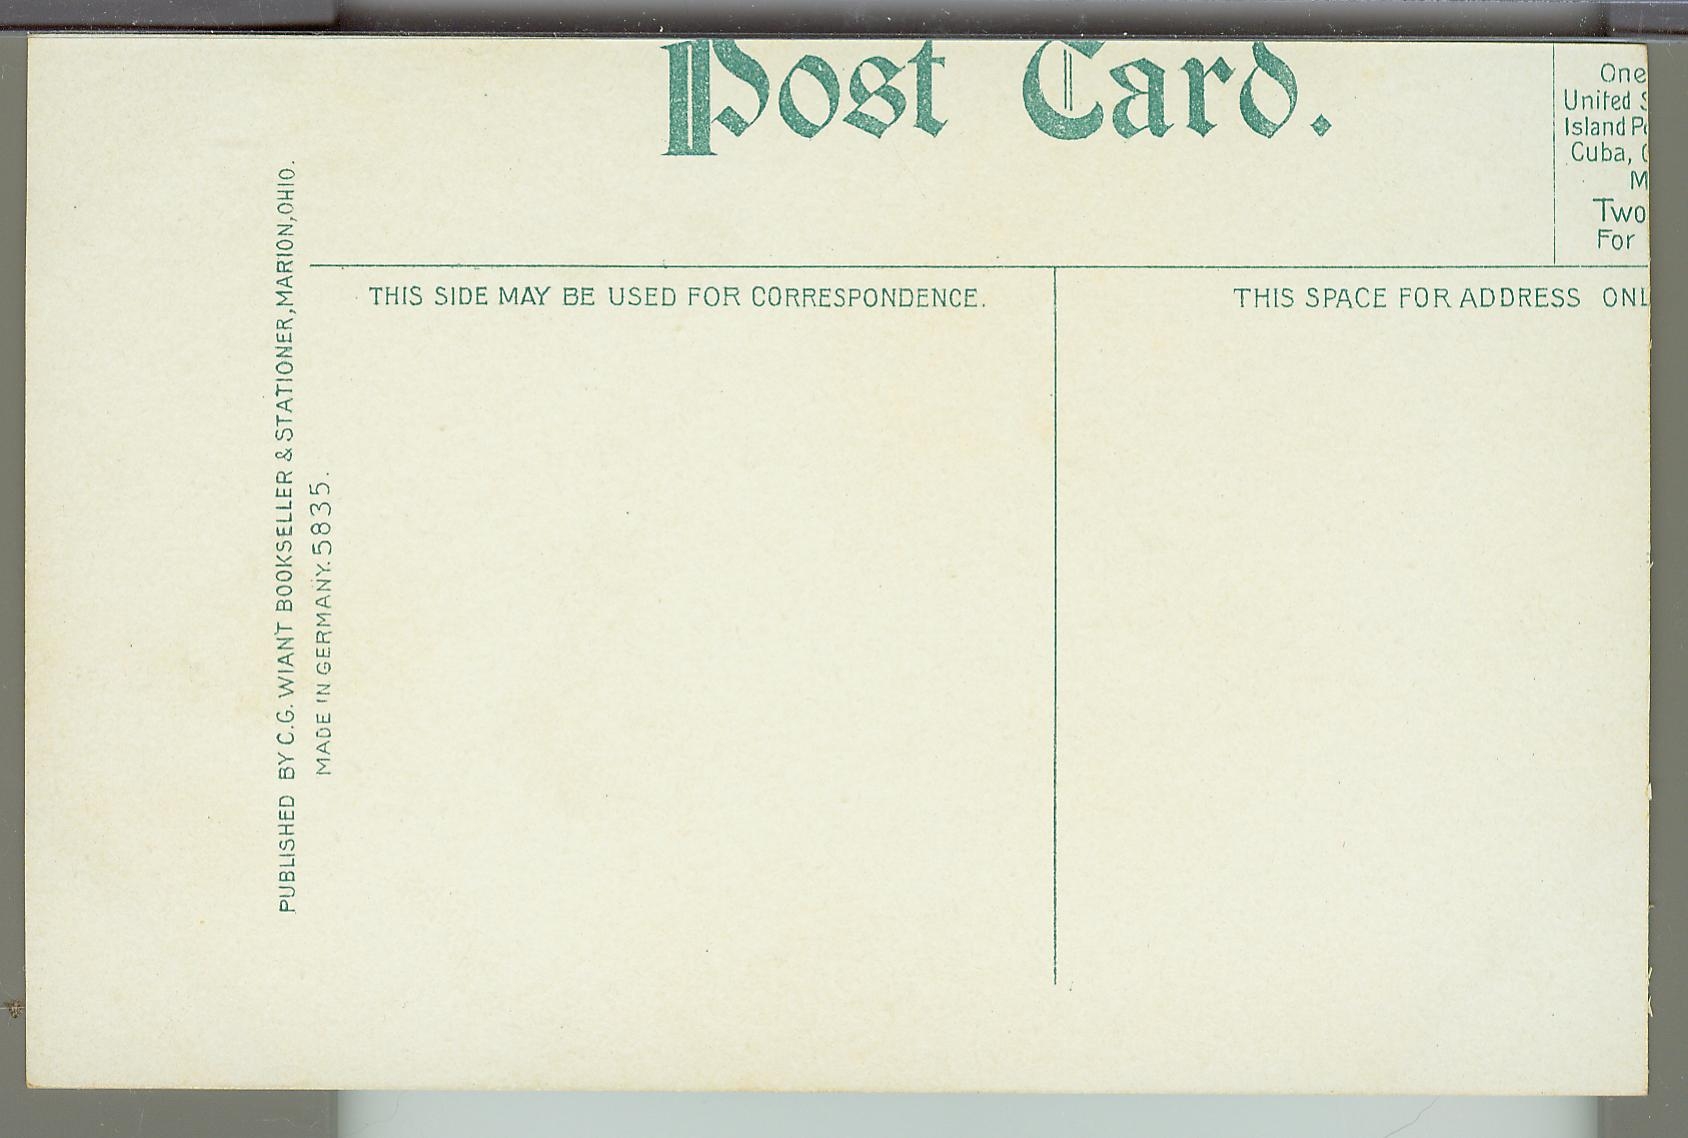 Post Card.
One
United
Island
Cuba,
Two
For
THIS SIDE MAY BE USED FOR CORRESPONDENCE.
THIS SPACE FOR ADDRESS ONL
PUBLISHED BY C.G. WIANT BOOKSELLER & STATIONER, MARION, OHIO.
MADE IN GERMANY. 5835.